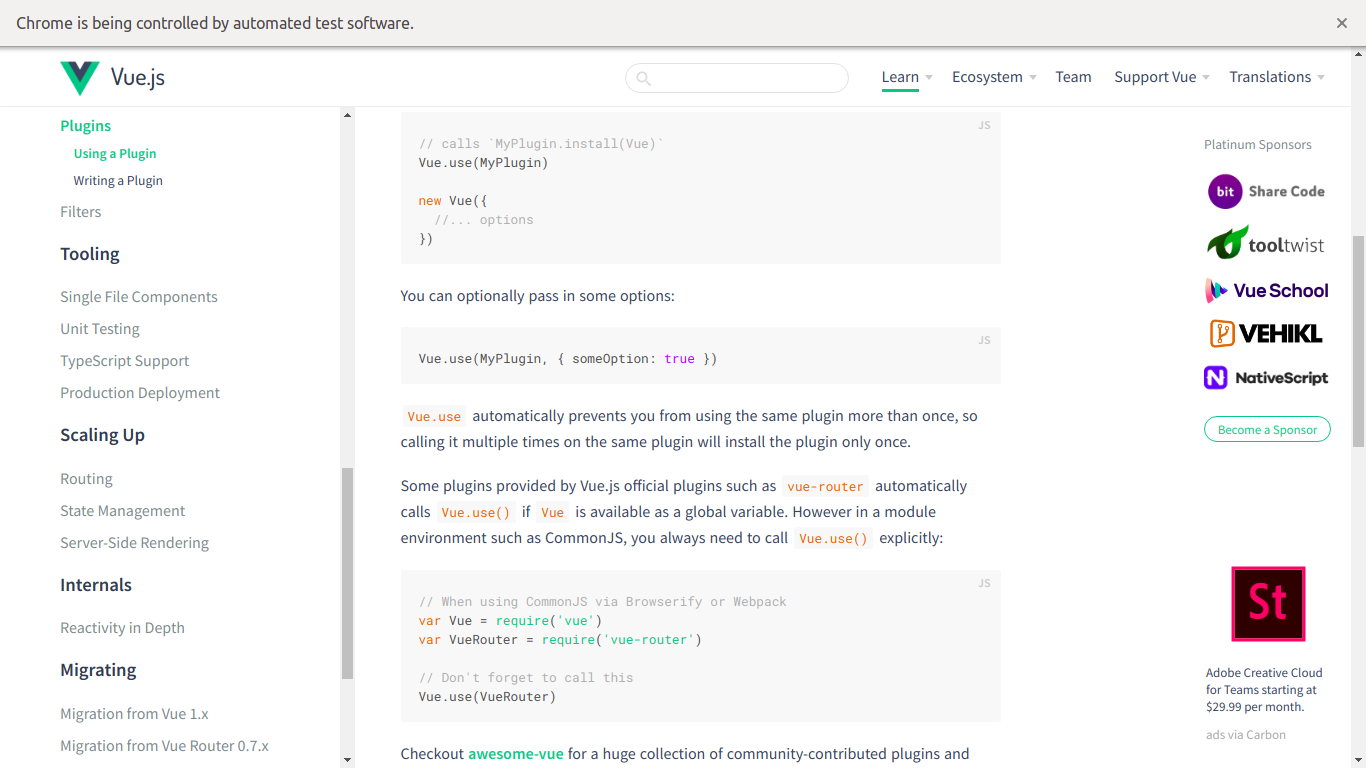 Chrome is being controlled by automated test software.
Vue.js
Learn
Ecosystem
Team
Support Vue
Translations
Plugins
Using a Plugin
Writing a Plugin
Filters
Tooling
Single File Components
Unit Testing
TypeScript Support
Production Deployment
Scaling Up
Routing
State Management
Server-Side Rendering
Internals
Reactivity in Depth
Migrating
Migration from Vue 1.x
Migration from Vue Router 0.7.x
JS
// calls `MyPlugin.install(Vue)`
Vue.use(MyPlugin)
new Vue({
//... options
})
You can optionally pass in some options:
JS
Vue.use(MyPlugin, { someOption: true })
Vue.use automatically prevents you from using the same plugin more than once, so
calling it multiple times on the same plugin will install the plugin only once.
Some plugins provided by Vue.js official plugins such as vue-router automatically
calls Vue.use() if Vue is available as a global variable. However in a module
environment such as CommonJS, you always need to call Vue.use() explicitly:
JS
// When using CommonJS via Browserify or Webpack
var Vue = require('vue')
var VueRouter = require('vue-router')
// Don't forget to call this
Vue.use(VueRouter)
Checkout awesome-vue for a huge collection of community-contributed plugins and
Platinum Sponsors
bit Share Code
tooltwist
Vue School
VEHIKL
N NativeScript
Become a Sponsor
St
Adobe Creative Cloud
for Teams starting at
$29.99 per month.
ads via Carbon